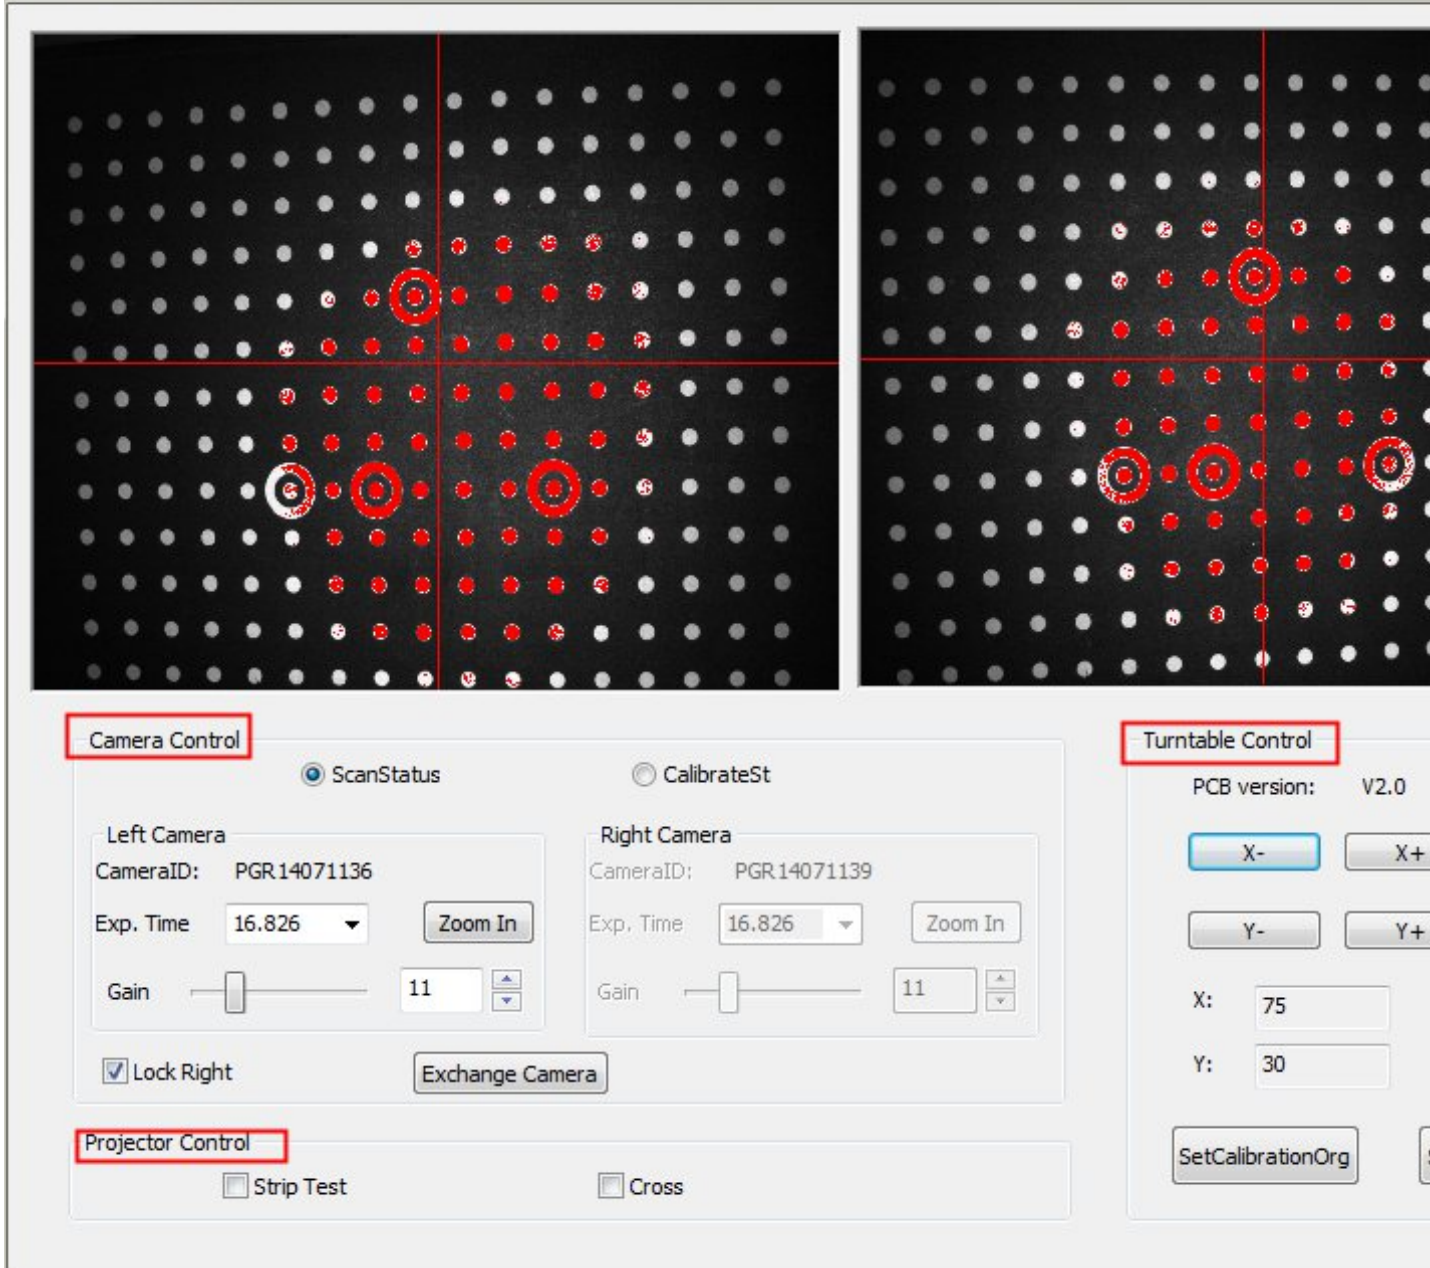 Camera Control
ScanStatus
CalibrateSt
Left Camera
CameraID: PGR14071136
Exp. Time 16.826 Zoom In
Gain 11
Right Camera
CameraID: PGR14071139
Exp. Time 16.826 Zoom In
Gain 11
Lock Right
Exchange Camera
Projector Control
Strip Test
Cross
Turntable Control
PCB version: V2.0
X- X+
Y- Y+
X: 75
Y: 30
SetCalibrationOrg